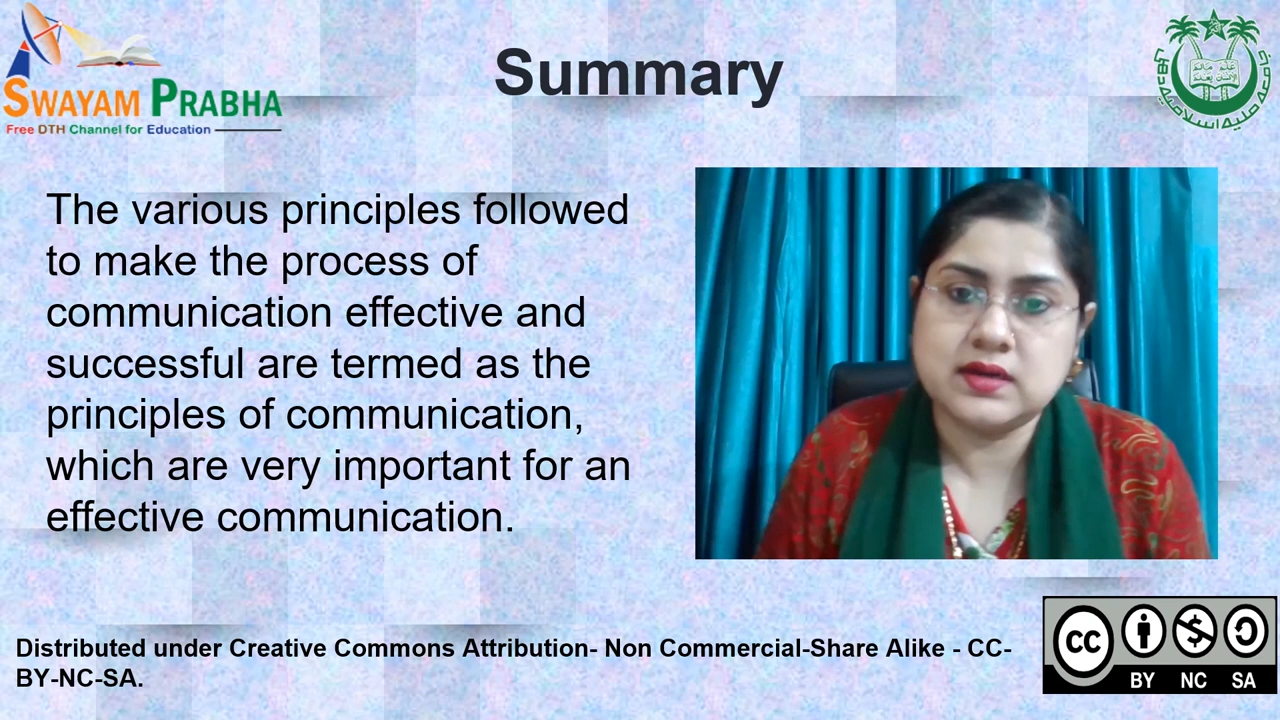 Summary
SWAYAM PRABHA
Free DTH Channel for Education
The various principles followed
to make the process of
communication effective and
successful are termed as the
principles of communication,
which are very important for an
effective communication.
Distributed under Creative Commons Attribution- Non Commercial-Share Alike - CC-
BY-NC-SA.
cc
BY NC SA